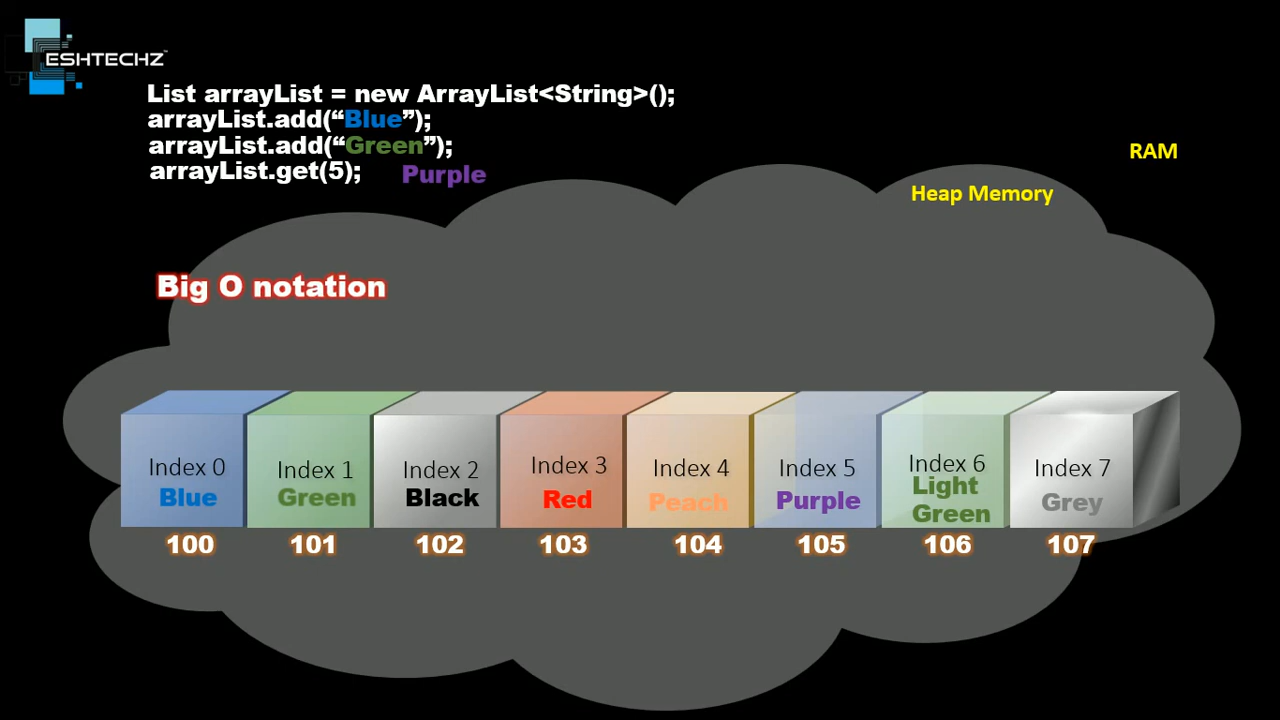 ESHTECHZ™
List arrayList = new ArrayList<String>();
arrayList.add(“Blue”);
arrayList.add(“Green”);
arrayList.get(5); Purple
RAM
Heap Memory
Big O notation
Index 0 Index 1 Index 2 Index 3 Index 4 Index 5 Index 6 Index 7
Blue Green Black Red Peach Purple Light Grey
Green
100 101 102 103 104 105 106 107